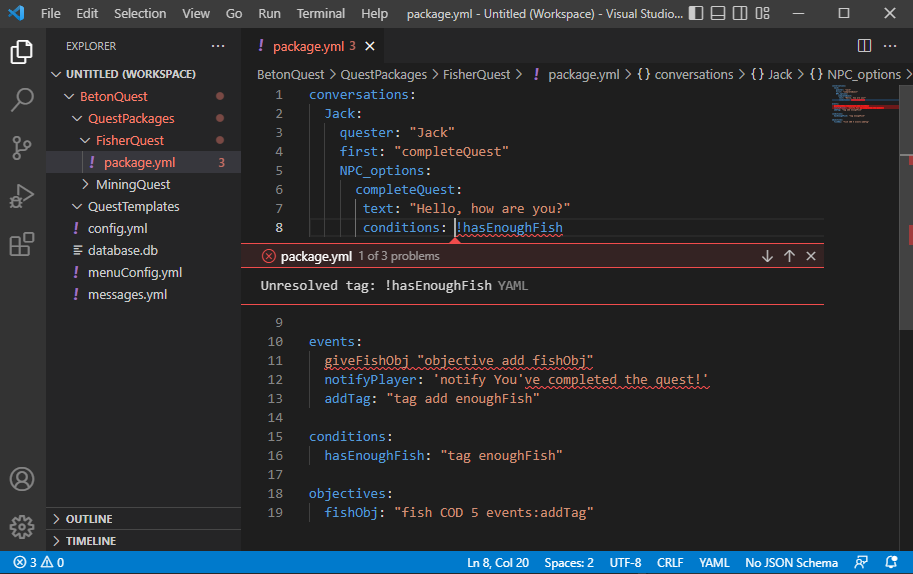 File Edit Selection View Go Run Terminal Help package.yml - Untitled (Workspace) - Visual Studio...
EXPLORER ...
UNTITLED (WORKSPACE)
BetonQuest
QuestPackages
FisherQuest
! package.yml 3
MiningQuest
QuestTemplates
! config.yml
database.db
! menuConfig.yml
! messages.yml
OUTLINE
TIMELINE
! package.yml 3
BetonQuest > QuestPackages > FisherQuest > ! package.yml > {} conversations > {} Jack > {} NPC_options >
1 conversations:
2 Jack:
3 quester: "Jack"
4 first: "completeQuest"
5 NPC_options:
6 completeQuest:
7 text: "Hello, how are you?"
8 conditions: !hasEnoughFish
package.yml 1 of 3 problems
Unresolved tag: !hasEnoughFish YAML
9
10 events:
11 giveFishObj "objective add fishObj"
12 notifyPlayer: 'notify You've completed the quest!'
13 addTag: "tag add enoughFish"
14
15 conditions:
16 hasEnoughFish: "tag enoughFish"
17
18 objectives:
19 fishObj: "fish COD 5 events:addTag"
3 0 Ln 8, Col 20 Spaces: 2 UTF-8 CRLF YAML No JSON Schema